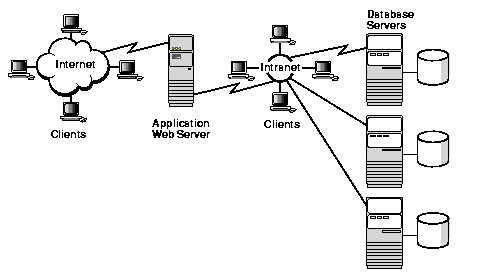 Database
Servers
Internet
Intranet
Clients
Application
Web Server
Clients